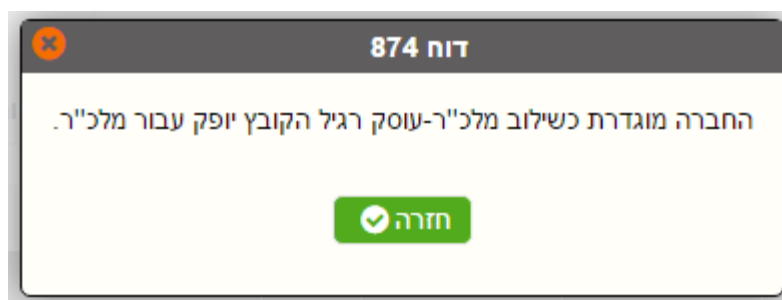 דוח 874
החברה מוגדרת כשילוב מלכ''ר-עוסק רגיל הקובץ יופק עבור מלכ''ר.
חזרה